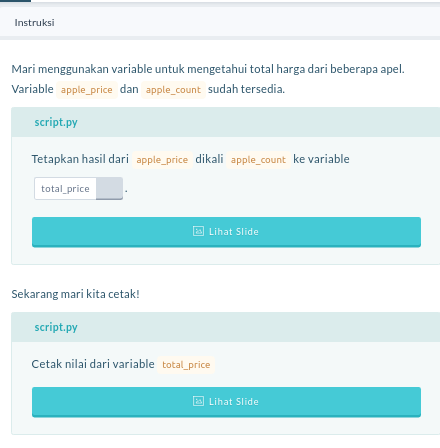 Instruksi
Mari menggunakan variable untuk mengetahui total harga dari beberapa apel.
Variable apple_price dan apple_count sudah tersedia.
script.py
Tetapkan hasil dari apple_price dikali apple_count ke variable
total_price .
Lihat Slide
Sekarang mari kita cetak!
script.py
Cetak nilai dari variable total_price
Lihat Slide